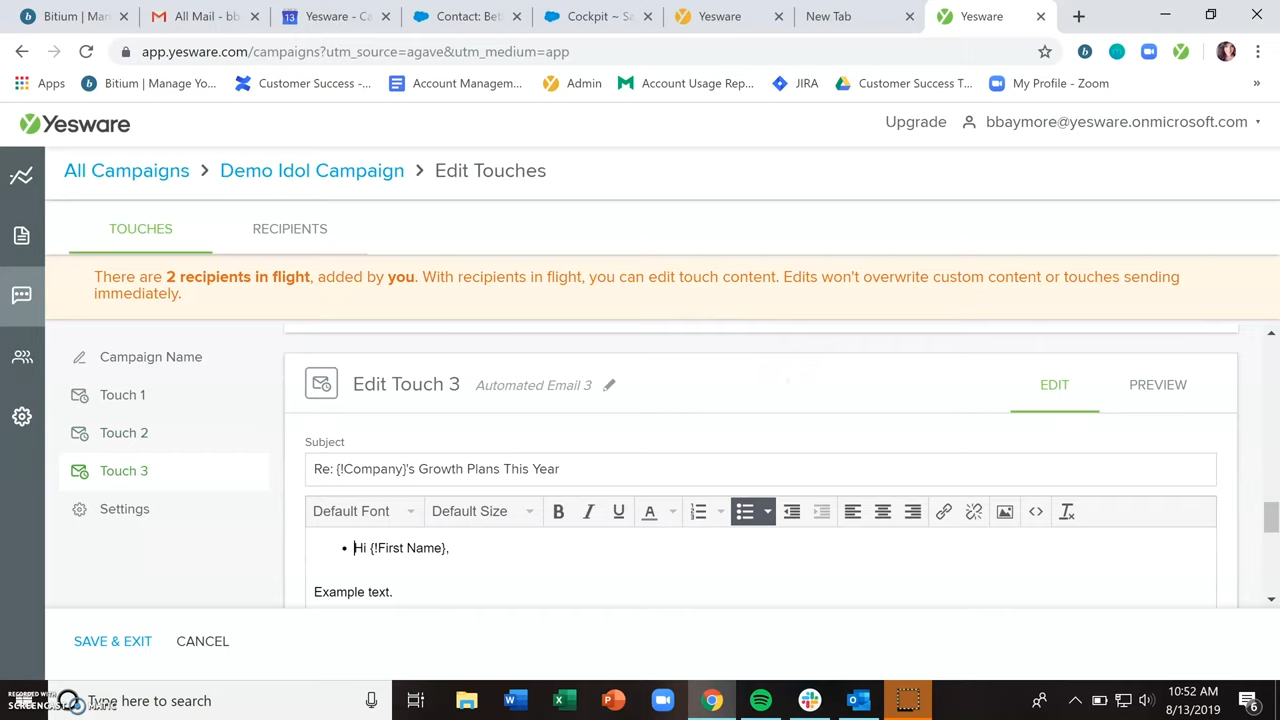 Bitium | Mana
All Mail - bb
13
Yesware - Ca
Contact: Bet
Cockpit ~ Sa
Yesware
New Tab
Yesware
app.yesware.com/campaigns?utm_source=agave&utm_medium=app
Apps
Bitium | Manage Yo...
Customer Success -...
Account Managem...
Admin
Account Usage Rep...
JIRA
Customer Success T...
My Profile - Zoom
»
Yesware
Upgrade
bbaymore@yesware.onmicrosoft.com
All Campaigns > Demo Idol Campaign > Edit Touches
TOUCHES
RECIPIENTS
There are 2 recipients in flight, added by you. With recipients in flight, you can edit touch content. Edits won't overwrite custom content or touches sending
immediately.
Campaign Name
Touch 1
Touch 2
Touch 3
Settings
Edit Touch 3
Automated Email 3
EDIT
PREVIEW
Subject
Re: {!Company}'s Growth Plans This Year
Default Font
Default Size
B
I
U
A
• Hi {!First Name},
Example text.
SAVE & EXIT
CANCEL
RECORDED WITH
Type here to search
10:52 AM
8/13/2019
6